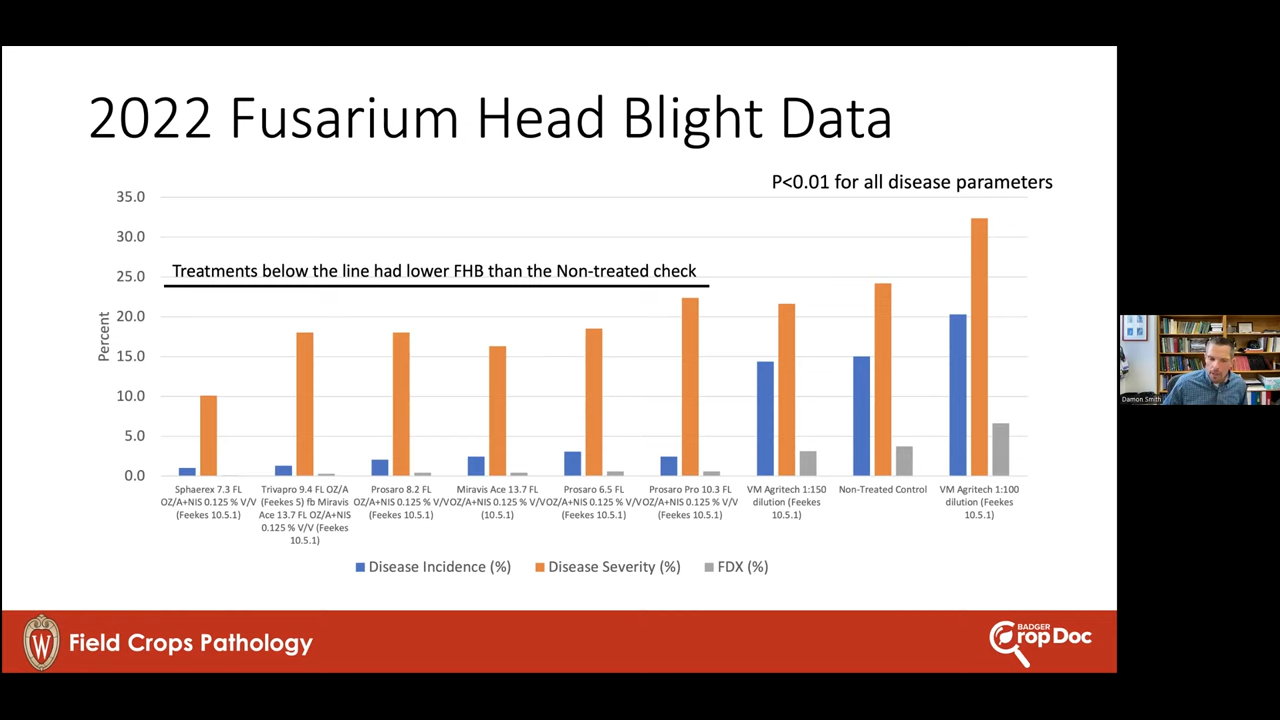 2022 Fusarium Head Blight Data
P<0.01 for all disease parameters
35.0
30.0
25.0
20.0
15.0
10.0
5.0
0.0
Percent
Treatments below the line had lower FHB than the Non-treated check
Sphaerex 7.3 FL
OZ/A+NIS 0.125 % V/V
(Feekes 10.5.1)
Trivapro 9.4 FL OZ/A
(Feekes 5) fb Miravis
Ace 13.7 FL OZ/A+NIS
0.125 % V/V (Feekes
10.5.1)
Prosaro 8.2 FL
OZ/A+NIS 0.125 % V/V
(Feekes 10.5.1)
Miravis Ace 13.7 FL
OZ/A+NIS 0.125 % V/V
(10.5.1)
Prosaro 6.5 FL
OZ/A+NIS 0.125 % V/V
(Feekes 10.5.1)
Prosaro Pro 10.3 FL
OZ/A+NIS 0.125 % V/V
(Feekes 10.5.1)
VM Agritech 1:150
dilution (Feekes
10.5.1)
Non-Treated Control
VM Agritech 1:100
dilution (Feekes
10.5.1)
Disease Incidence (%)
Disease Severity (%)
FDX (%)
W
Field Crops Pathology
BADGER
CropDoc
Damon Smith